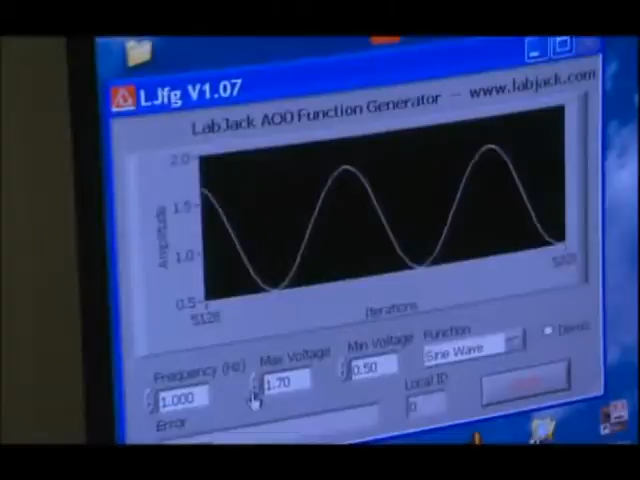 LJfg V1.07
LabJack AO0 Function Generator -- www.labjack.com
2.0
1.5
1.0
0.5
Amplitude
5126
Iterations
Frequency (Hz)
1.000
Max Voltage
1.70
Min Voltage
0.50
Function
Sine Wave
Demo
Local ID
0
Error